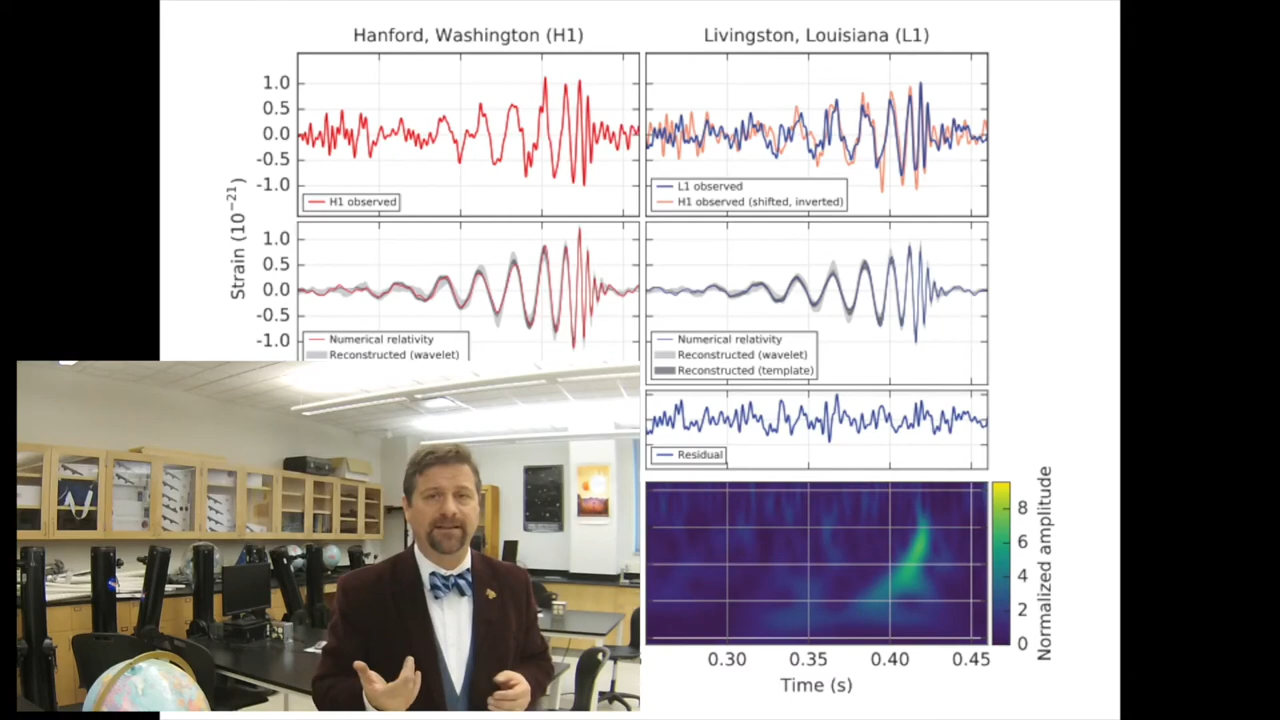 Hanford, Washington (H1)
Livingston, Louisiana (L1)
Strain (10⁻²¹)
1.0
0.5
0.0
-0.5
-1.0
H1 observed
L1 observed
H1 observed (shifted, inverted)
1.0
0.5
0.0
-0.5
-1.0
Numerical relativity
Reconstructed (wavelet)
Numerical relativity
Reconstructed (wavelet)
Reconstructed (template)
Residual
8
6
4
2
0
Normalized amplitude
0.30
0.35
0.40
0.45
Time (s)